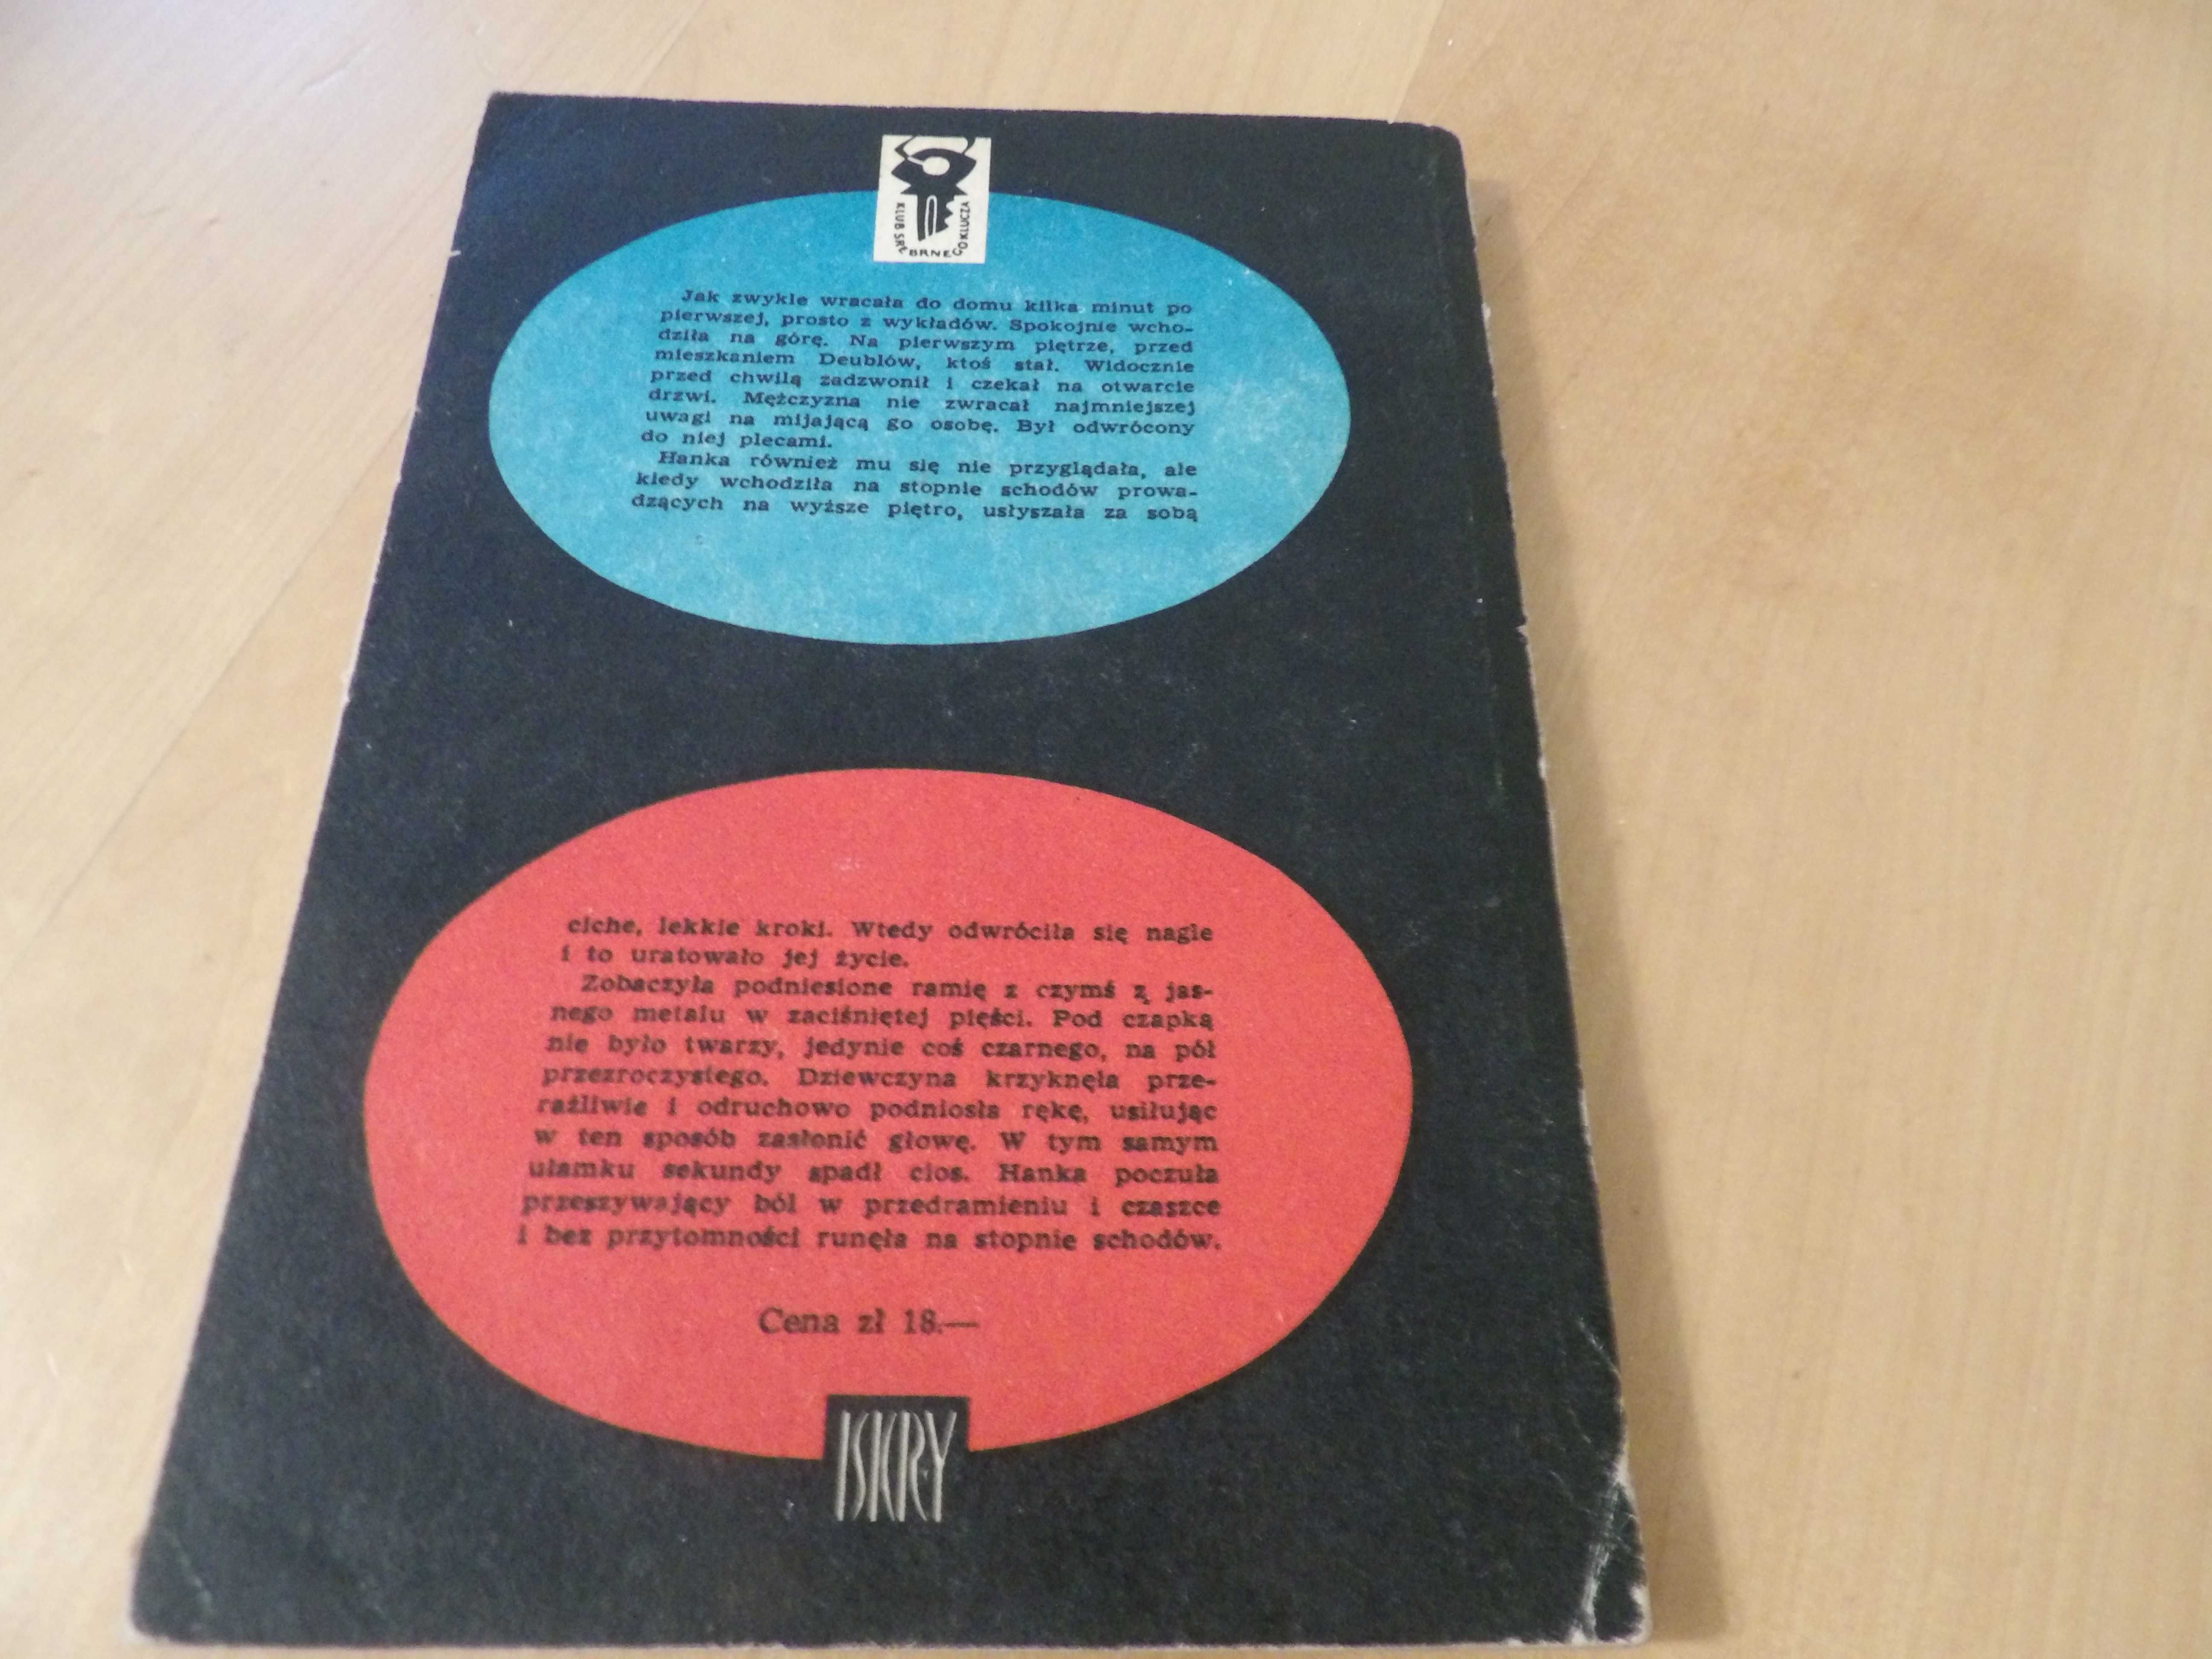 KLUB SREBRNEGO KLUCZA
Jak zwykle wracała do domu kilka minut po
pierwszej, prosto z wykładów. Spokojnie wcho-
dziła na górę. Na pierwszym piętrze, przed
mieszkaniem Deublów, ktoś stał. Widocznie
przed chwilą zadzwonił i czekał na otwarcie
drzwi. Mężczyzna nie zwracał najmniejszej
uwagi na mijającą go osobę. Był odwrócony
do niej plecami.
Hanka również mu się nie przyglądała, ale
kiedy wchodziła na stopnie schodów prowa-
dzących na wyższe piętro, usłyszała za sobą
ciche, lekkie kroki. Wtedy odwróciła się nagle
i to uratowało jej życie.
Zobaczyła podniesione ramię z czymś z jas-
nego metalu w zaciśniętej pięści. Pod czapką
nie było twarzy, jedynie coś czarnego, na pół
przezroczystego. Dziewczyna krzyknęła prze-
raźliwie i odruchowo podniosła rękę, usiłując
w ten sposób zasłonić głowę. W tym samym
ułamku sekundy spadł cios. Hanka poczuła
przeszywający ból w przedramieniu i czaszce
i bez przytomności runęła na stopnie schodów.
Cena zł 18.—
ISKRY